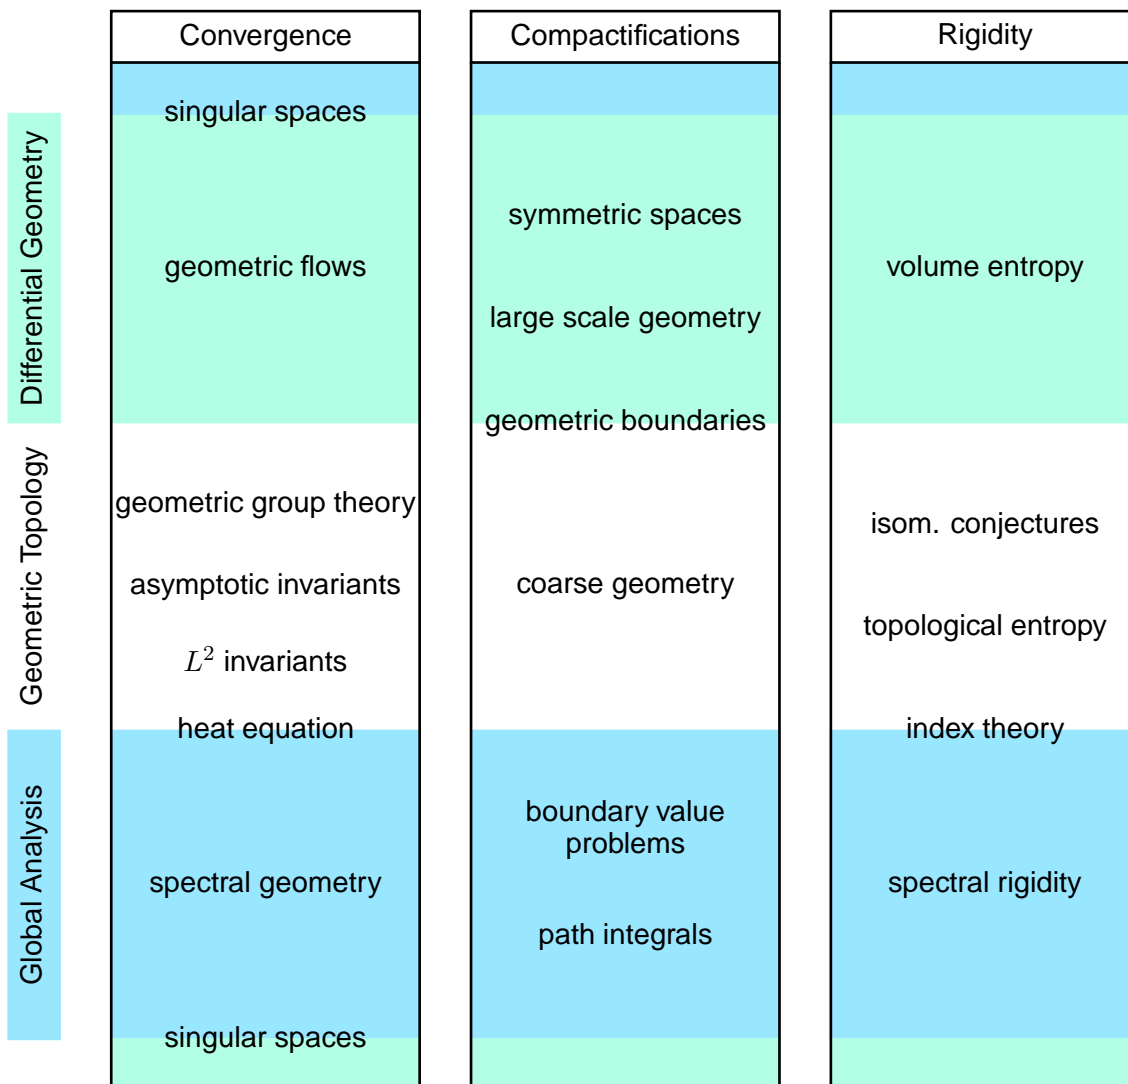 Convergence
Compactifications
Rigidity
Differential Geometry
Geometric Topology
Global Analysis
singular spaces
geometric flows
geometric group theory
asymptotic invariants
L² invariants
heat equation
spectral geometry
singular spaces
symmetric spaces
large scale geometry
geometric boundaries
coarse geometry
boundary value
problems
path integrals
volume entropy
isom. conjectures
topological entropy
index theory
spectral rigidity